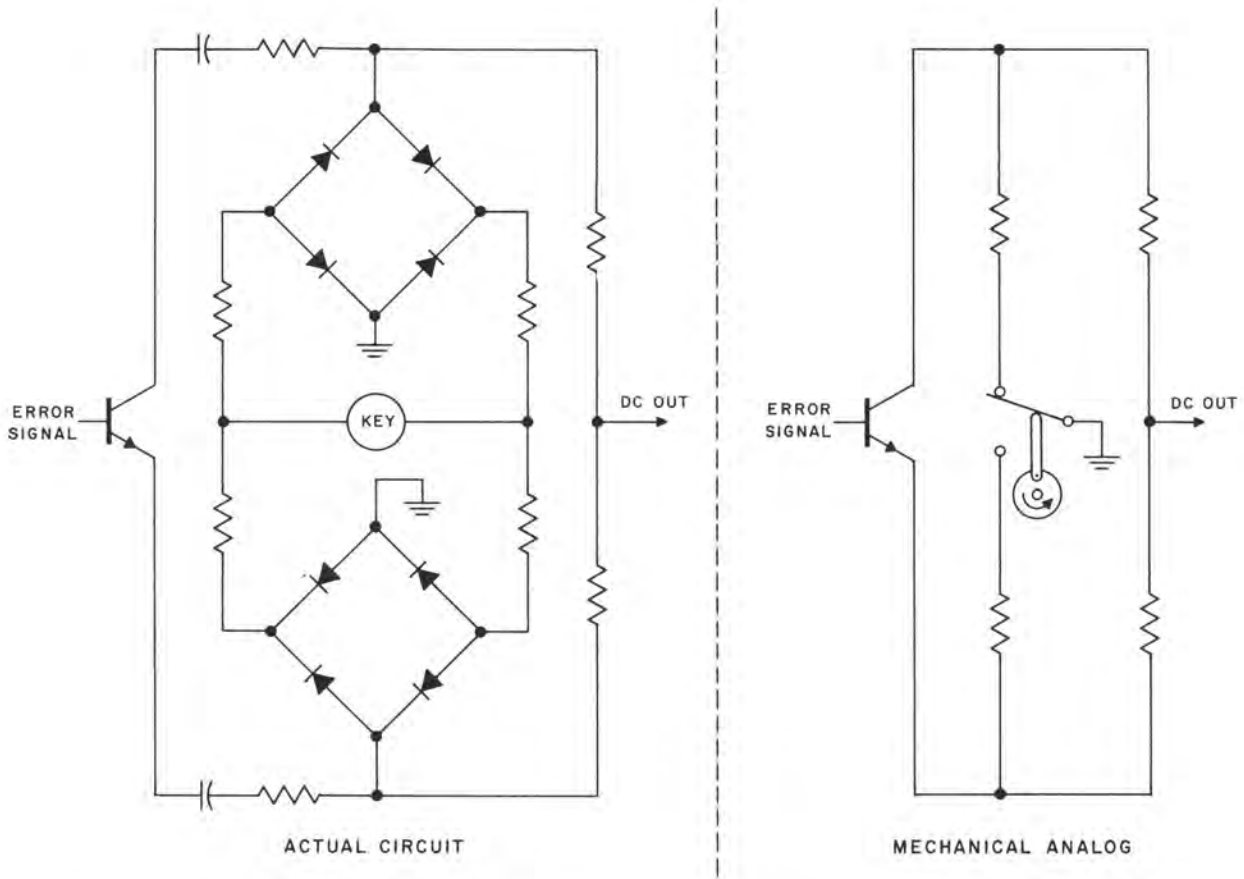 ERROR
SIGNAL
KEY
DC OUT
ACTUAL CIRCUIT
ERROR
SIGNAL
DC OUT
MECHANICAL ANALOG